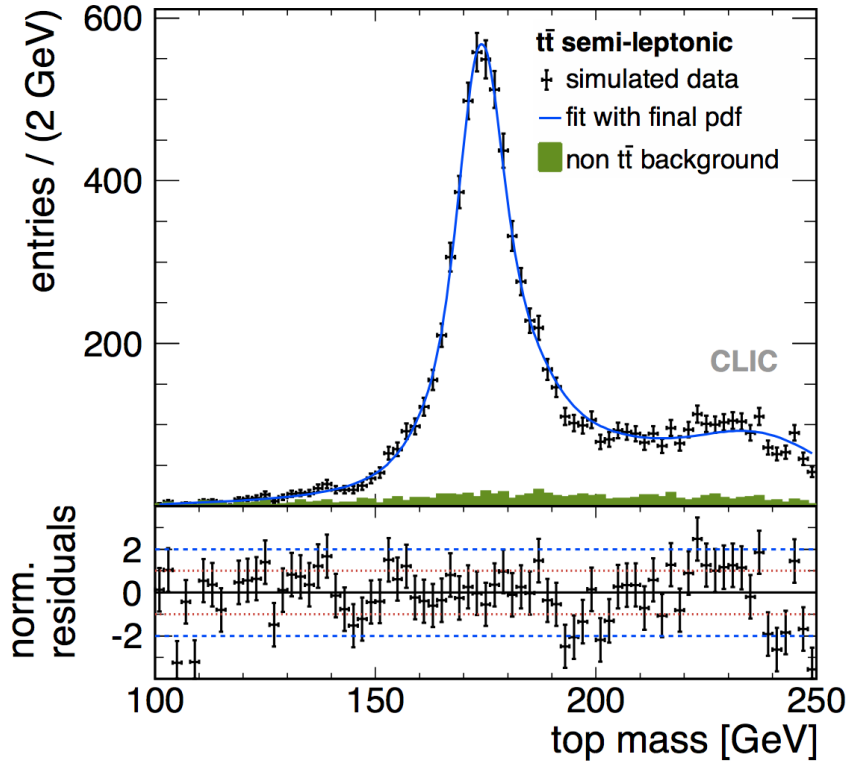 600
400
200
entries / (2 GeV)
tt̄ semi-leptonic
simulated data
fit with final pdf
non tt̄ background
CLIC
norm.
residuals
2
0
-2
100 150 200 250
top mass [GeV]